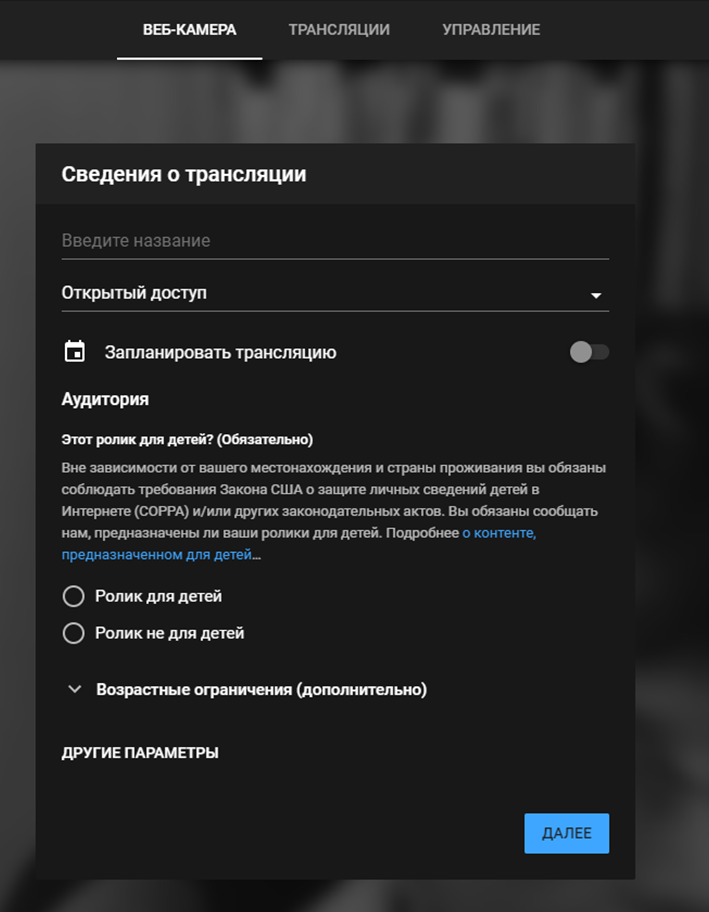 ВЕБ-КАМЕРА ТРАНСЛЯЦИИ УПРАВЛЕНИЕ
Сведения о трансляции
Введите название
Открытый доступ
Запланировать трансляцию
Аудитория
Этот ролик для детей? (Обязательно)
Вне зависимости от вашего местонахождения и страны проживания вы обязаны
соблюдать требования Закона США о защите личных сведений детей в
Интернете (COPPA) и/или других законодательных актов. Вы обязаны сообщать
нам, предназначены ли ваши ролики для детей. Подробнее о контенте,
предназначенном для детей…
Ролик для детей
Ролик не для детей
Возрастные ограничения (дополнительно)
ДРУГИЕ ПАРАМЕТРЫ
ДАЛЕЕ